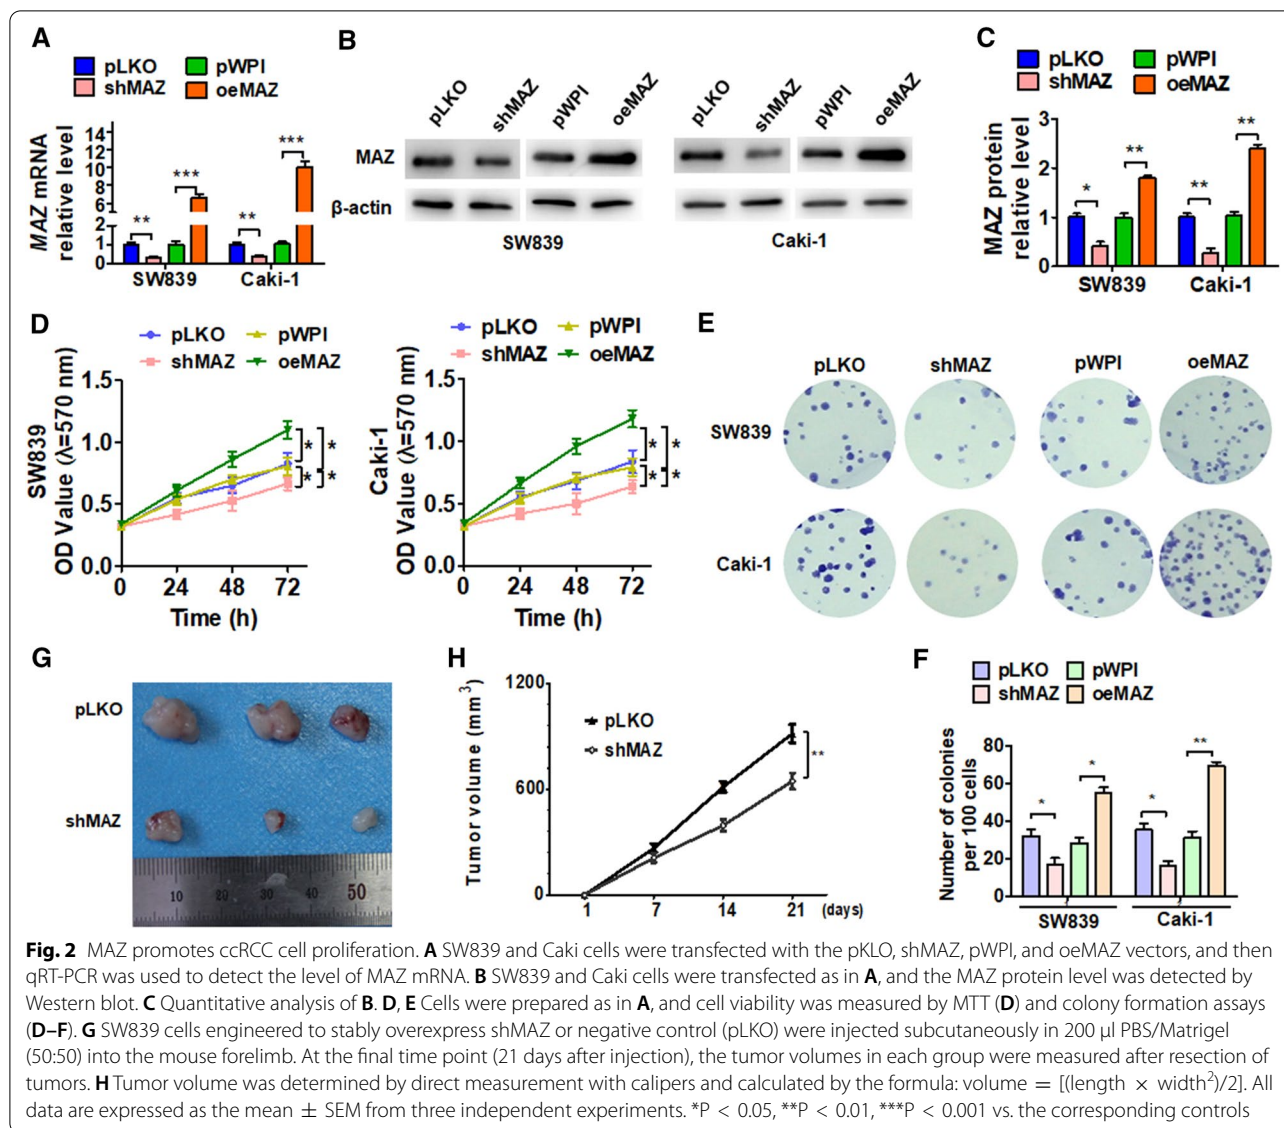 A
pLKO pWPI
shMAZ oeMAZ
MAZ mRNA
relative level
14
12
10
8
6
2
1
0
** *** ** ***
SW839 Caki-1
B
pLKO shMAZ pWPI oeMAZ pLKO shMAZ pWPI oeMAZ
MAZ
β-actin
SW839 Caki-1
C
pLKO pWPI
shMAZ oeMAZ
MAZ protein
relative level
3
2
1
0
* ** ** **
SW839 Caki-1
D
pLKO pWPI
shMAZ oeMAZ
SW839
OD Value (λ=570 nm)
1.5
1.0
0.5
0.0
* *
* *
0 24 48 72
Time (h)
pLKO pWPI
shMAZ oeMAZ
Caki-1
OD Value (λ=570 nm)
1.5
1.0
0.5
0.0
* *
* *
0 24 48 72
Time (h)
E
pLKO shMAZ pWPI oeMAZ
SW839
Caki-1
G
pLKO
shMAZ
10 20 30 40 50
H
Tumor volume (mm3)
1200
600
0
pLKO
shMAZ
**
1 7 14 21 (days)
F
pLKO pWPI
shMAZ oeMAZ
Number of colonies
per 100 cells
80
60
40
20
0
* * * **
SW839 Caki-1
Fig. 2 MAZ promotes ccRCC cell proliferation. A SW839 and Caki cells were transfected with the pKLO, shMAZ, pWPI, and oeMAZ vectors, and then
qRT-PCR was used to detect the level of MAZ mRNA. B SW839 and Caki cells were transfected as in A, and the MAZ protein level was detected by
Western blot. C Quantitative analysis of B. D, E Cells were prepared as in A, and cell viability was measured by MTT (D) and colony formation assays
(D–F). G SW839 cells engineered to stably overexpress shMAZ or negative control (pLKO) were injected subcutaneously in 200 μl PBS/Matrigel
(50:50) into the mouse forelimb. At the final time point (21 days after injection), the tumor volumes in each group were measured after resection of
tumors. H Tumor volume was determined by direct measurement with calipers and calculated by the formula: volume = [(length × width2)/2]. All
data are expressed as the mean ± SEM from three independent experiments. *P < 0.05, **P < 0.01, ***P < 0.001 vs. the corresponding controls